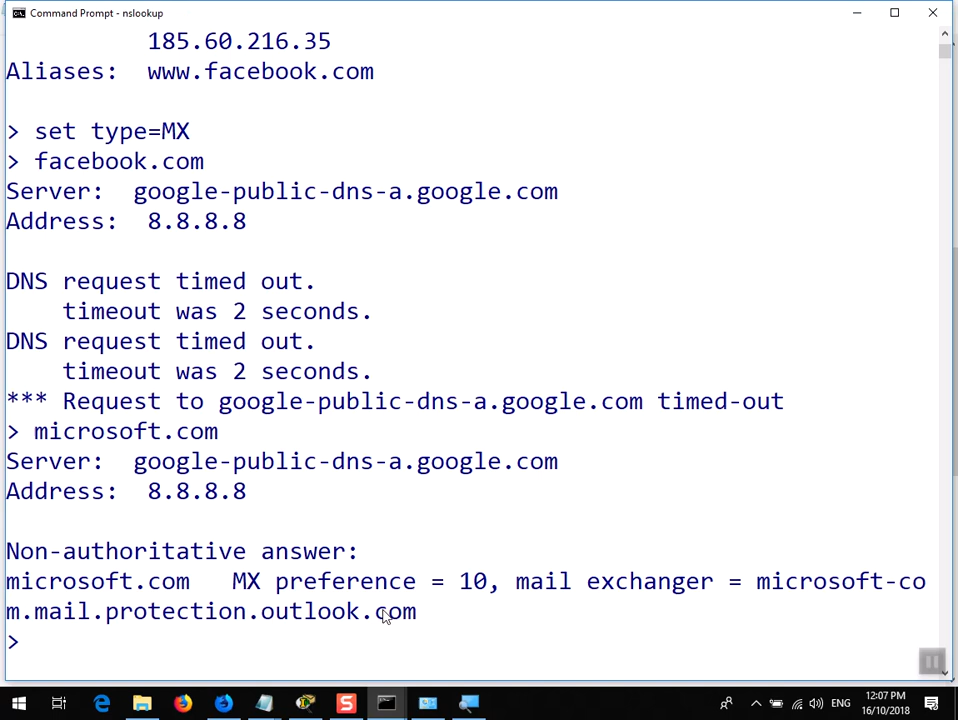 Command Prompt - nslookup
185.60.216.35
Aliases:  www.facebook.com
> set type=MX
> facebook.com
Server:  google-public-dns-a.google.com
Address:  8.8.8.8
DNS request timed out.
    timeout was 2 seconds.
DNS request timed out.
    timeout was 2 seconds.
*** Request to google-public-dns-a.google.com timed-out
> microsoft.com
Server:  google-public-dns-a.google.com
Address:  8.8.8.8
Non-authoritative answer:
microsoft.com   MX preference = 10, mail exchanger = microsoft-co
m.mail.protection.outlook.com
>
ENG
12:07 PM
16/10/2018